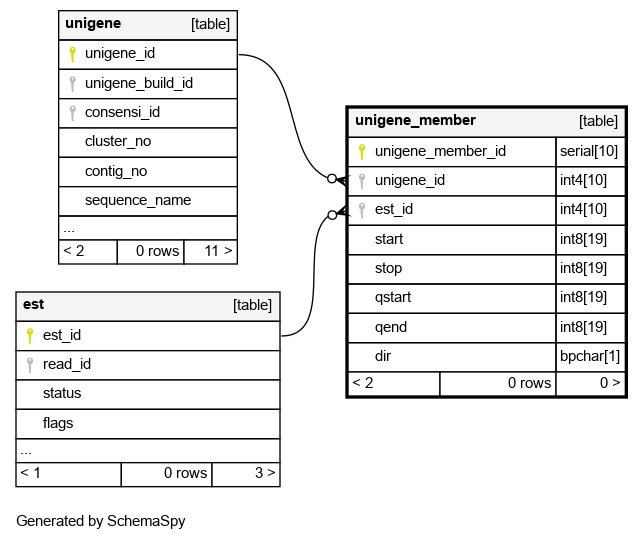 unigene [table]
unigene_id
unigene_build_id
consensi_id
cluster_no
contig_no
sequence_name
...
< 2 0 rows 11 >
unigene_member [table]
unigene_member_id serial[10]
unigene_id int4[10]
est_id int4[10]
start int8[19]
stop int8[19]
qstart int8[19]
qend int8[19]
dir bpchar[1]
< 2 0 rows 0 >
est [table]
est_id
read_id
status
flags
...
< 1 0 rows 3 >
Generated by SchemaSpy